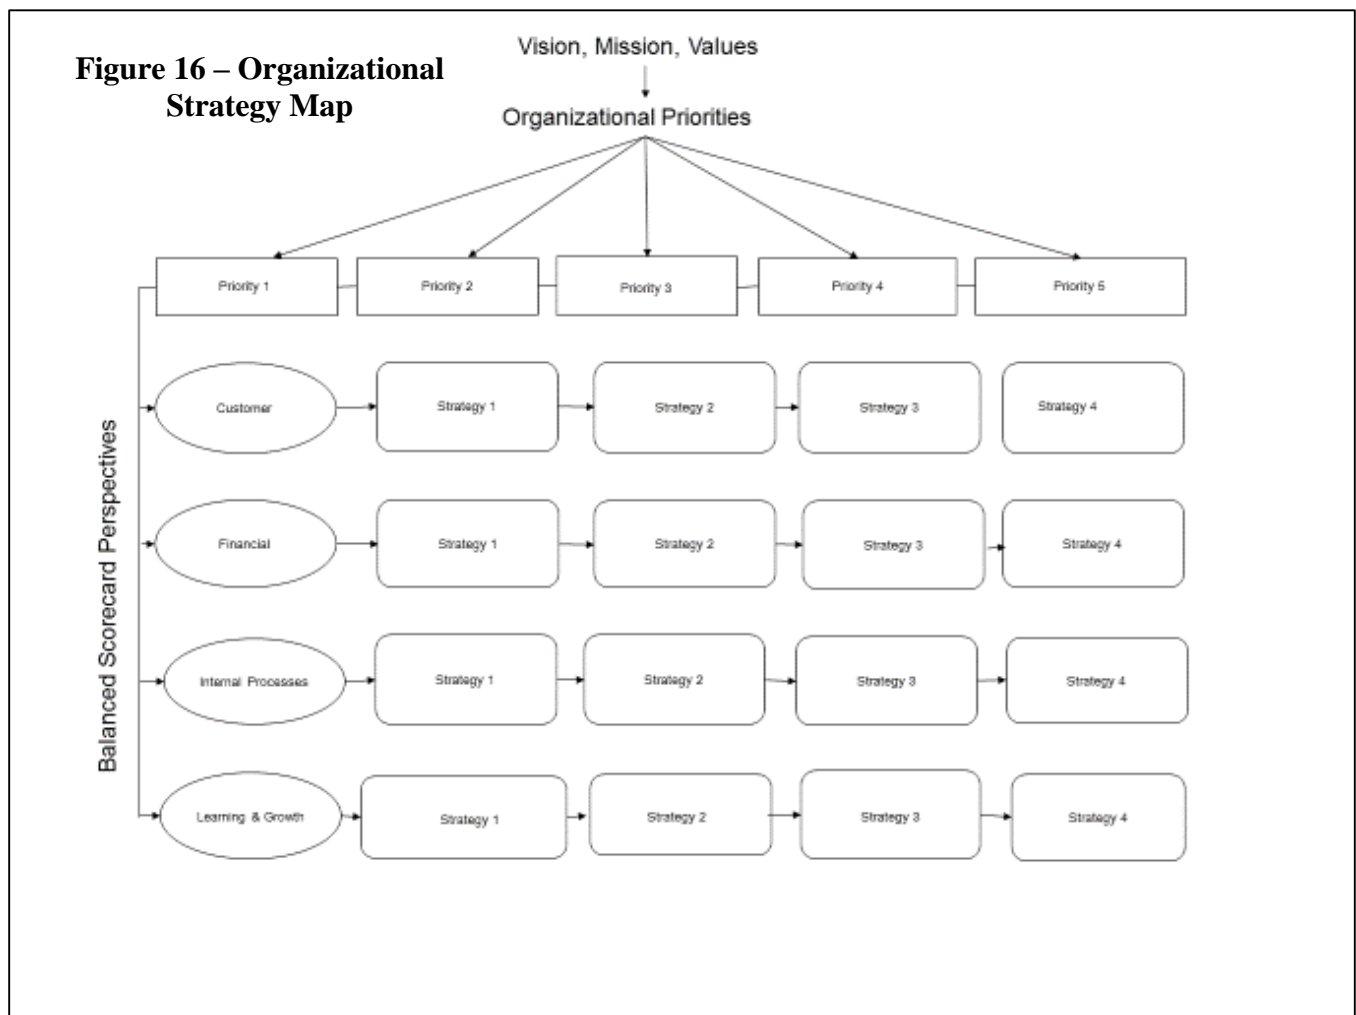 Vision, Mission, Values
Figure 16 – Organizational
Strategy Map
Organizational Priorities
Priority 1
Priority 2
Priority 3
Priority 4
Priority 5
Balanced Scorecard Perspectives
Customer
Strategy 1
Strategy 2
Strategy 3
Strategy 4
Financial
Strategy 1
Strategy 2
Strategy 3
Strategy 4
Internal Processes
Strategy 1
Strategy 2
Strategy 3
Strategy 4
Learning & Growth
Strategy 1
Strategy 2
Strategy 3
Strategy 4